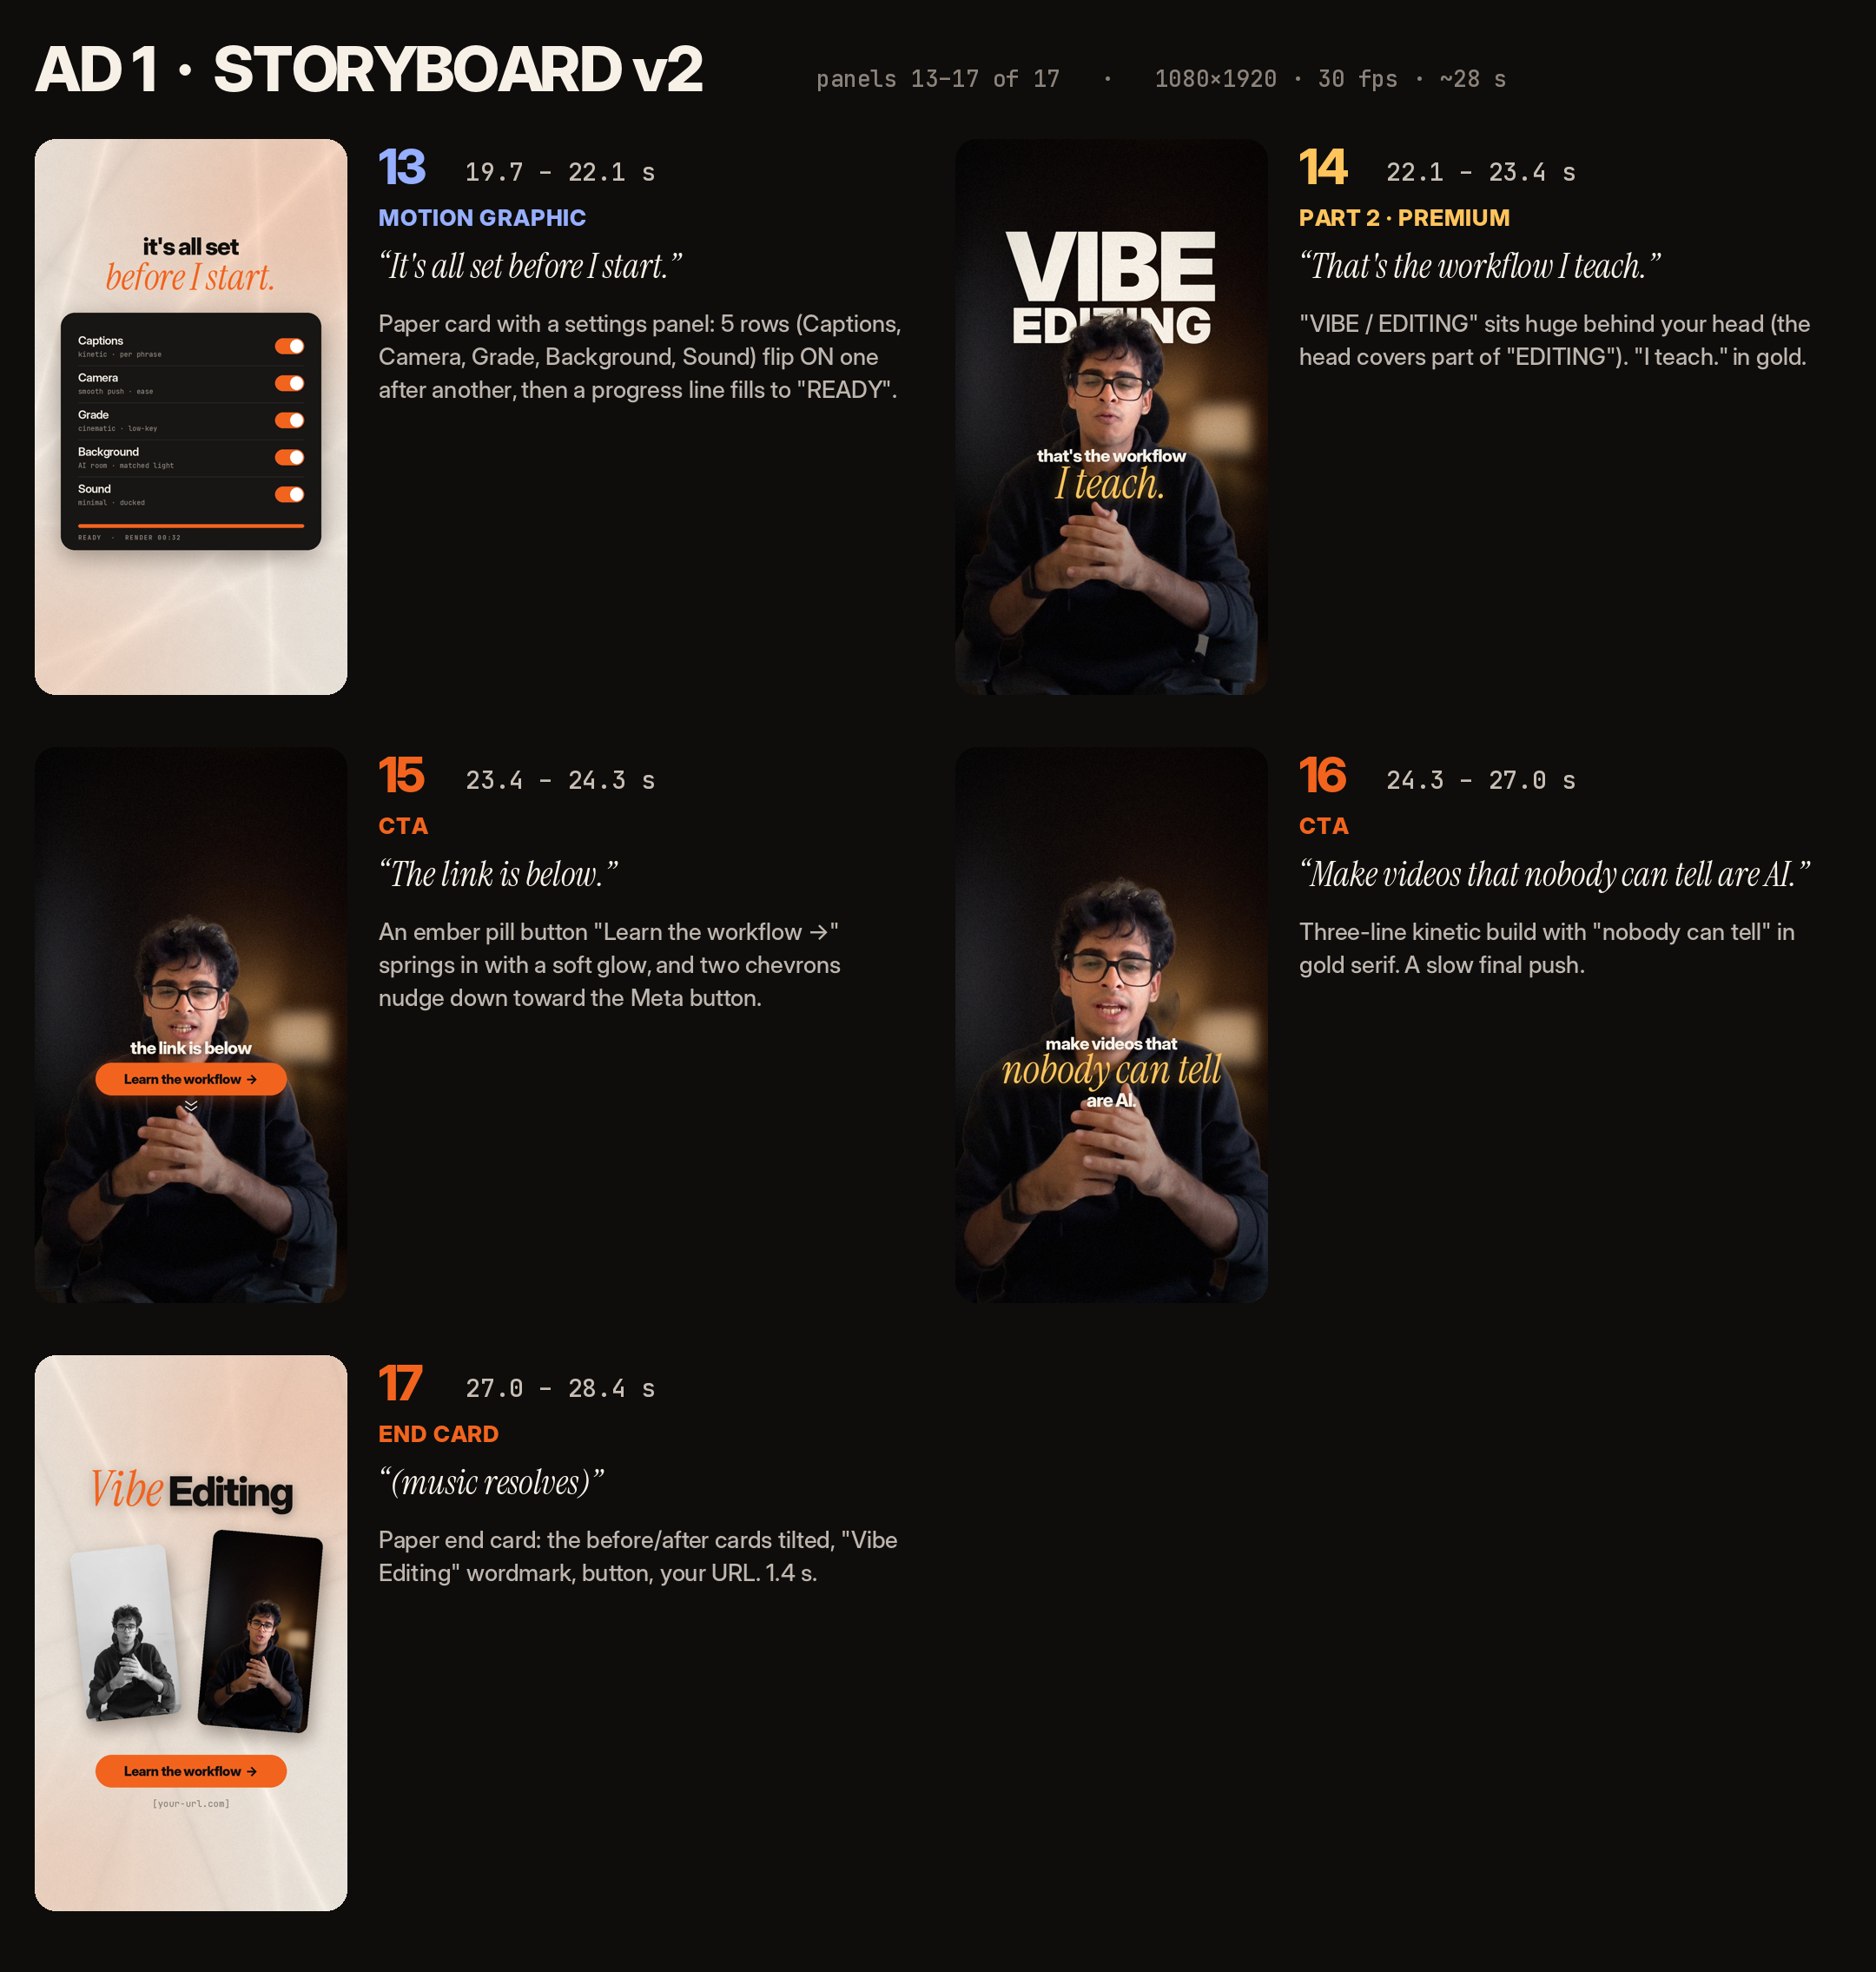 AD 1 · STORYBOARD v2
panels 13–17 of 17 · 1080×1920 · 30 fps · ~28 s
it's all set
before I start.
Captions
kinetic · per phrase
Camera
smooth push · ease
Grade
cinematic · low-key
Background
AI room · matched light
Sound
minimal · ducked
READY · RENDER 00:32
13 19.7 – 22.1 s
MOTION GRAPHIC
“It's all set before I start.”
Paper card with a settings panel: 5 rows (Captions,
Camera, Grade, Background, Sound) flip ON one
after another, then a progress line fills to "READY".
VIBE
EDITING
that's the workflow
I teach.
14 22.1 – 23.4 s
PART 2 · PREMIUM
“That's the workflow I teach.”
"VIBE / EDITING" sits huge behind your head (the
head covers part of "EDITING"). "I teach." in gold.
the link is below
Learn the workflow →
15 23.4 – 24.3 s
CTA
“The link is below.”
An ember pill button "Learn the workflow →"
springs in with a soft glow, and two chevrons
nudge down toward the Meta button.
make videos that
nobody can tell
are AI.
16 24.3 – 27.0 s
CTA
“Make videos that nobody can tell are AI.”
Three-line kinetic build with "nobody can tell" in
gold serif. A slow final push.
Vibe Editing
Learn the workflow →
[your-url.com]
17 27.0 – 28.4 s
END CARD
“(music resolves)”
Paper end card: the before/after cards tilted, "Vibe
Editing" wordmark, button, your URL. 1.4 s.